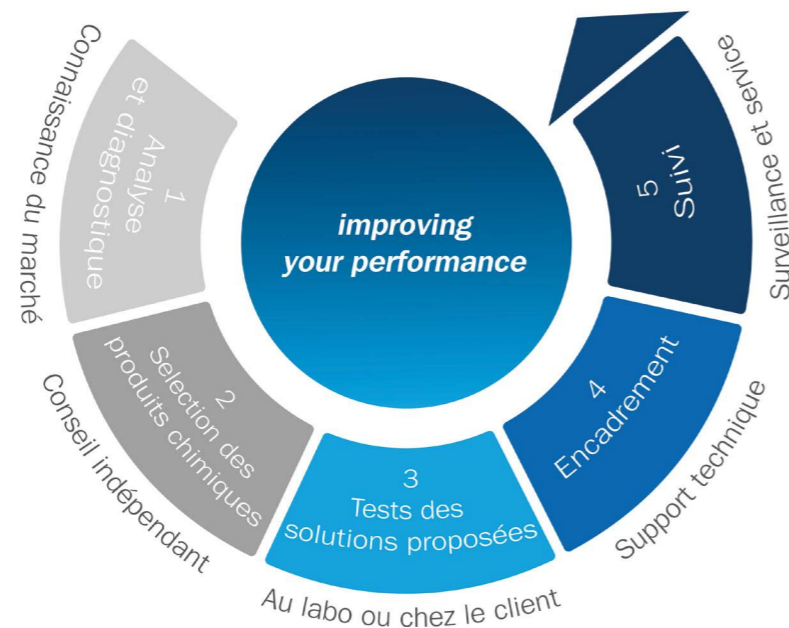 improving
your performance
Connaissance du marché
1
Analyse
et diagnostique
Conseil indépendant
2
Selection des
produits chimiques
3
Tests des
solutions proposées
Au labo ou chez le client
4
Encadrement
Support technique
5
Suivi
Surveillance et service